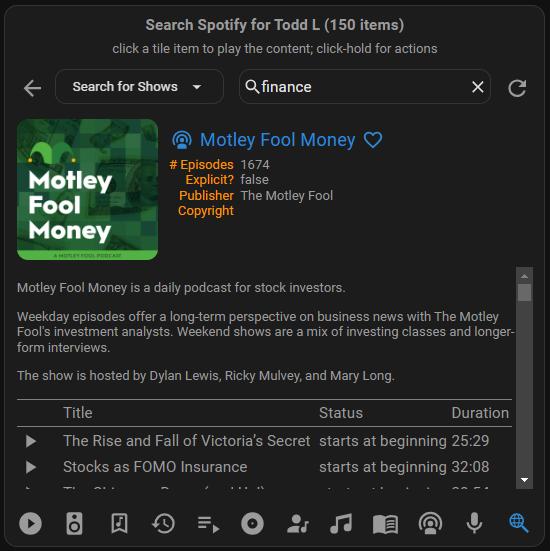 Search Spotify for Todd L (150 items)
click a tile item to play the content; click-hold for actions
Search for Shows
finance
Motley Fool Money
Motley
Fool
Money
A MOTLEY FOOL PODCAST
# Episodes 1674
Explicit? false
Publisher The Motley Fool
Copyright
Motley Fool Money is a daily podcast for stock investors.
Weekday episodes offer a long-term perspective on business news with The Motley
Fool's investment analysts. Weekend shows are a mix of investing classes and longer-
form interviews.
The show is hosted by Dylan Lewis, Ricky Mulvey, and Mary Long.
Title Status Duration
The Rise and Fall of Victoria's Secret starts at beginning 25:29
Stocks as FOMO Insurance starts at beginning 32:08